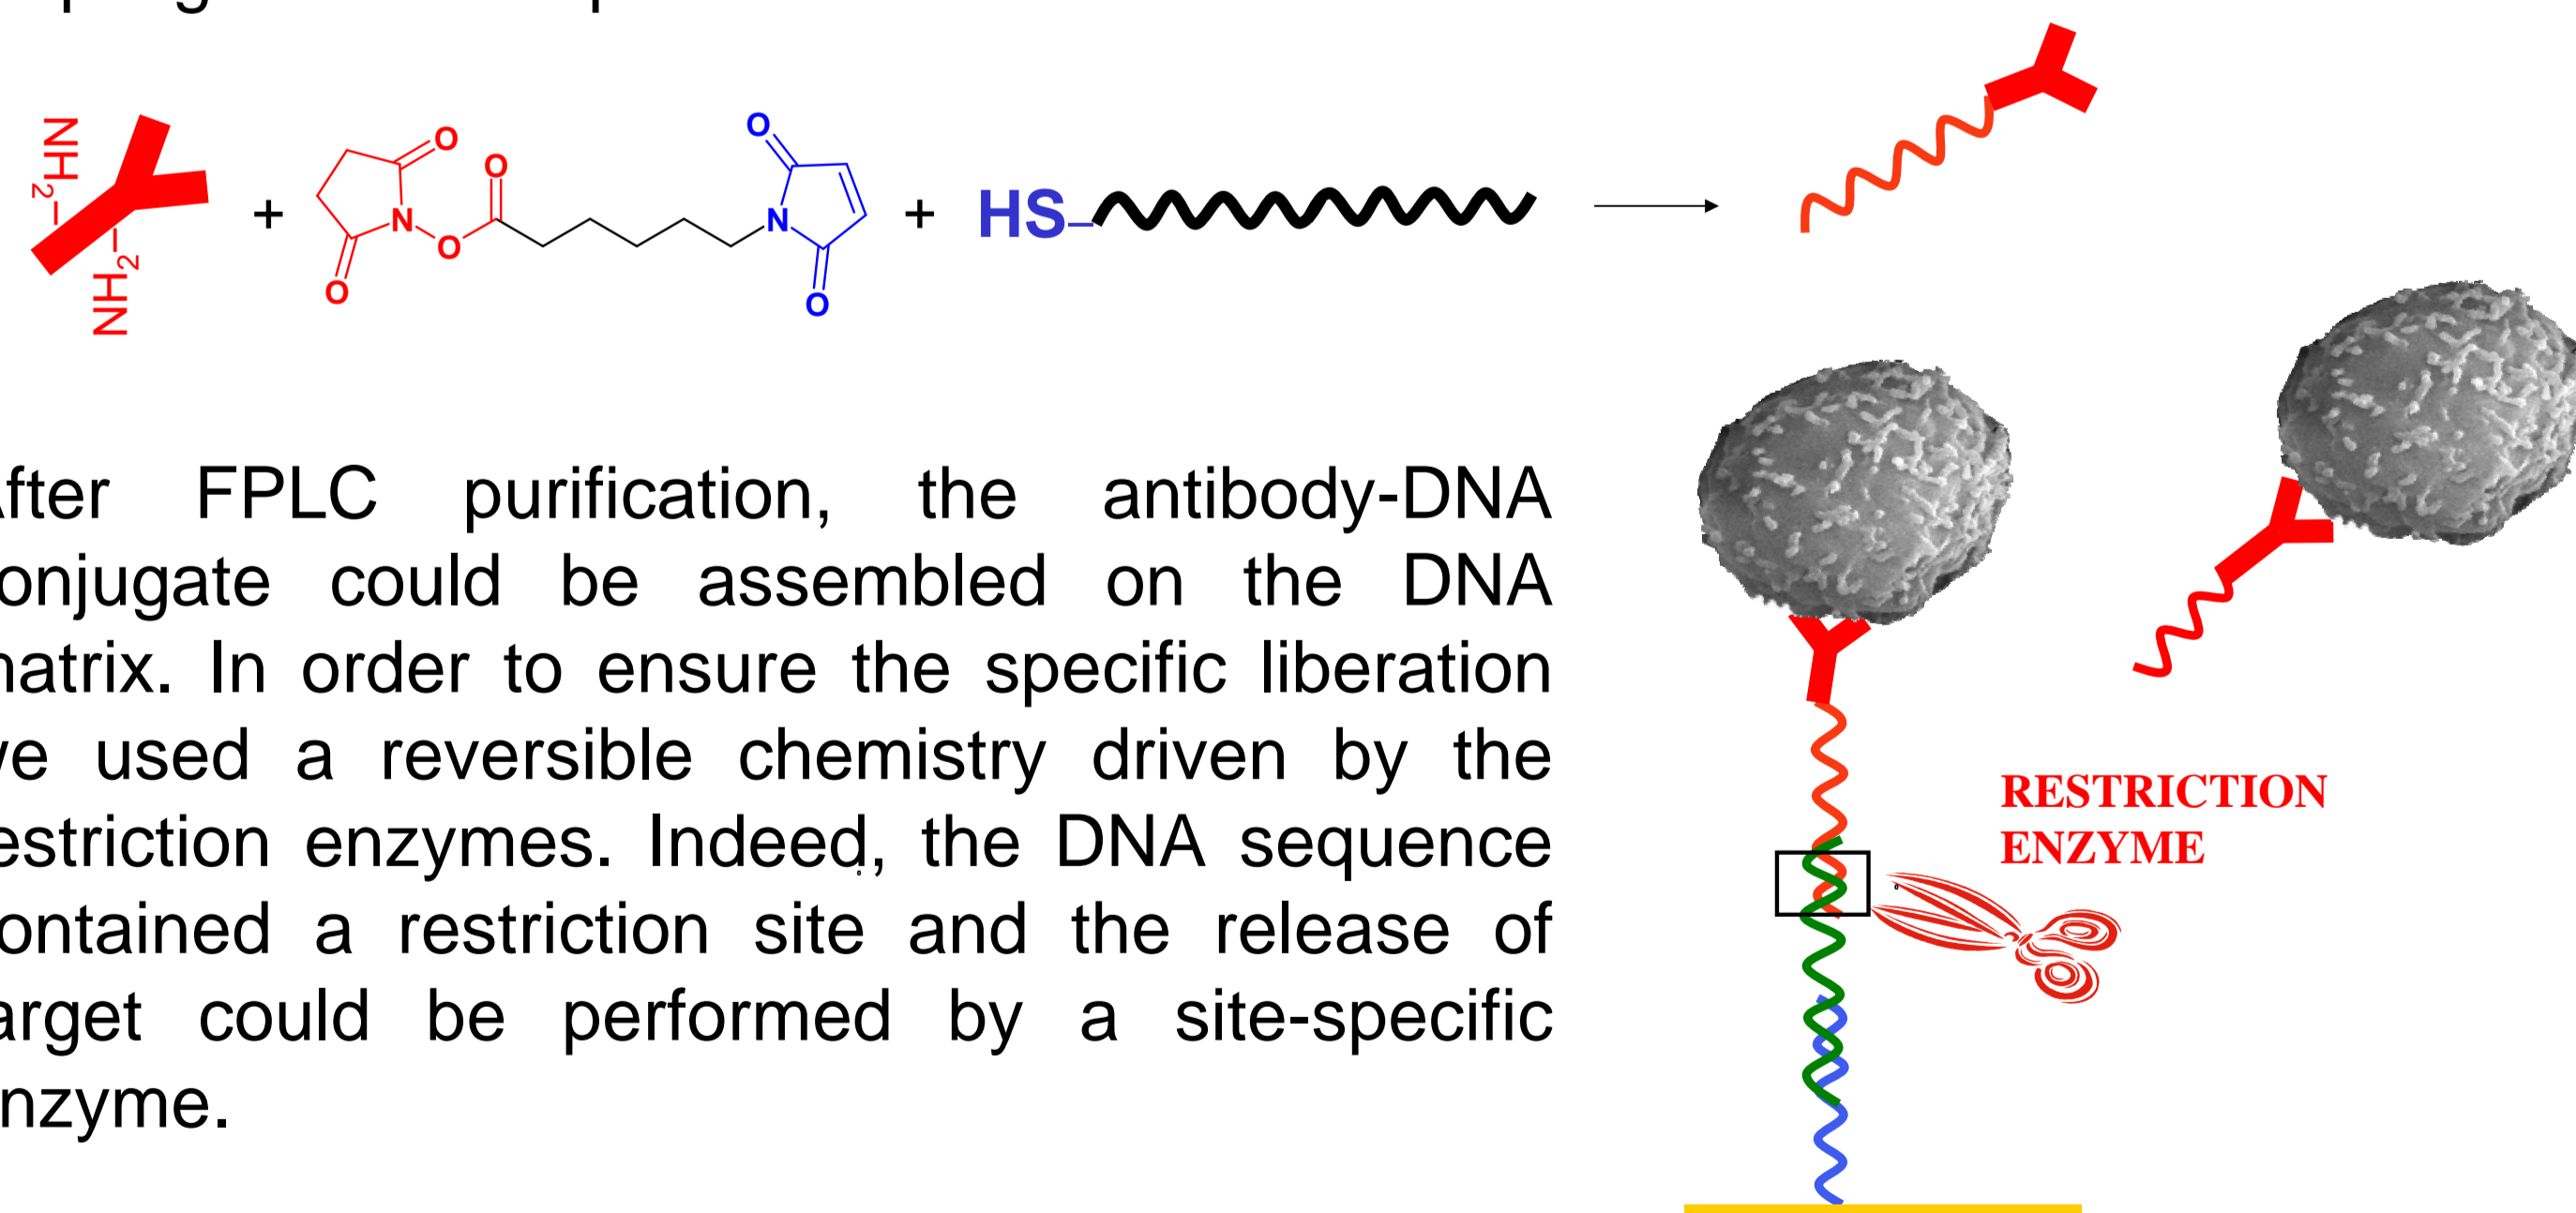 NH2
NH2
+
O
O
N
O
O
O
N
O
+
HS
fter FPLC purification, the antibody-DNA
onjugate could be assembled on the DNA
natrix. In order to ensure the specific liberation
ve used a reversible chemistry driven by the
estriction enzymes. Indeed, the DNA sequence
ontained a restriction site and the release of
arget could be performed by a site-specific
nzyme.
RESTRICTION
ENZYME